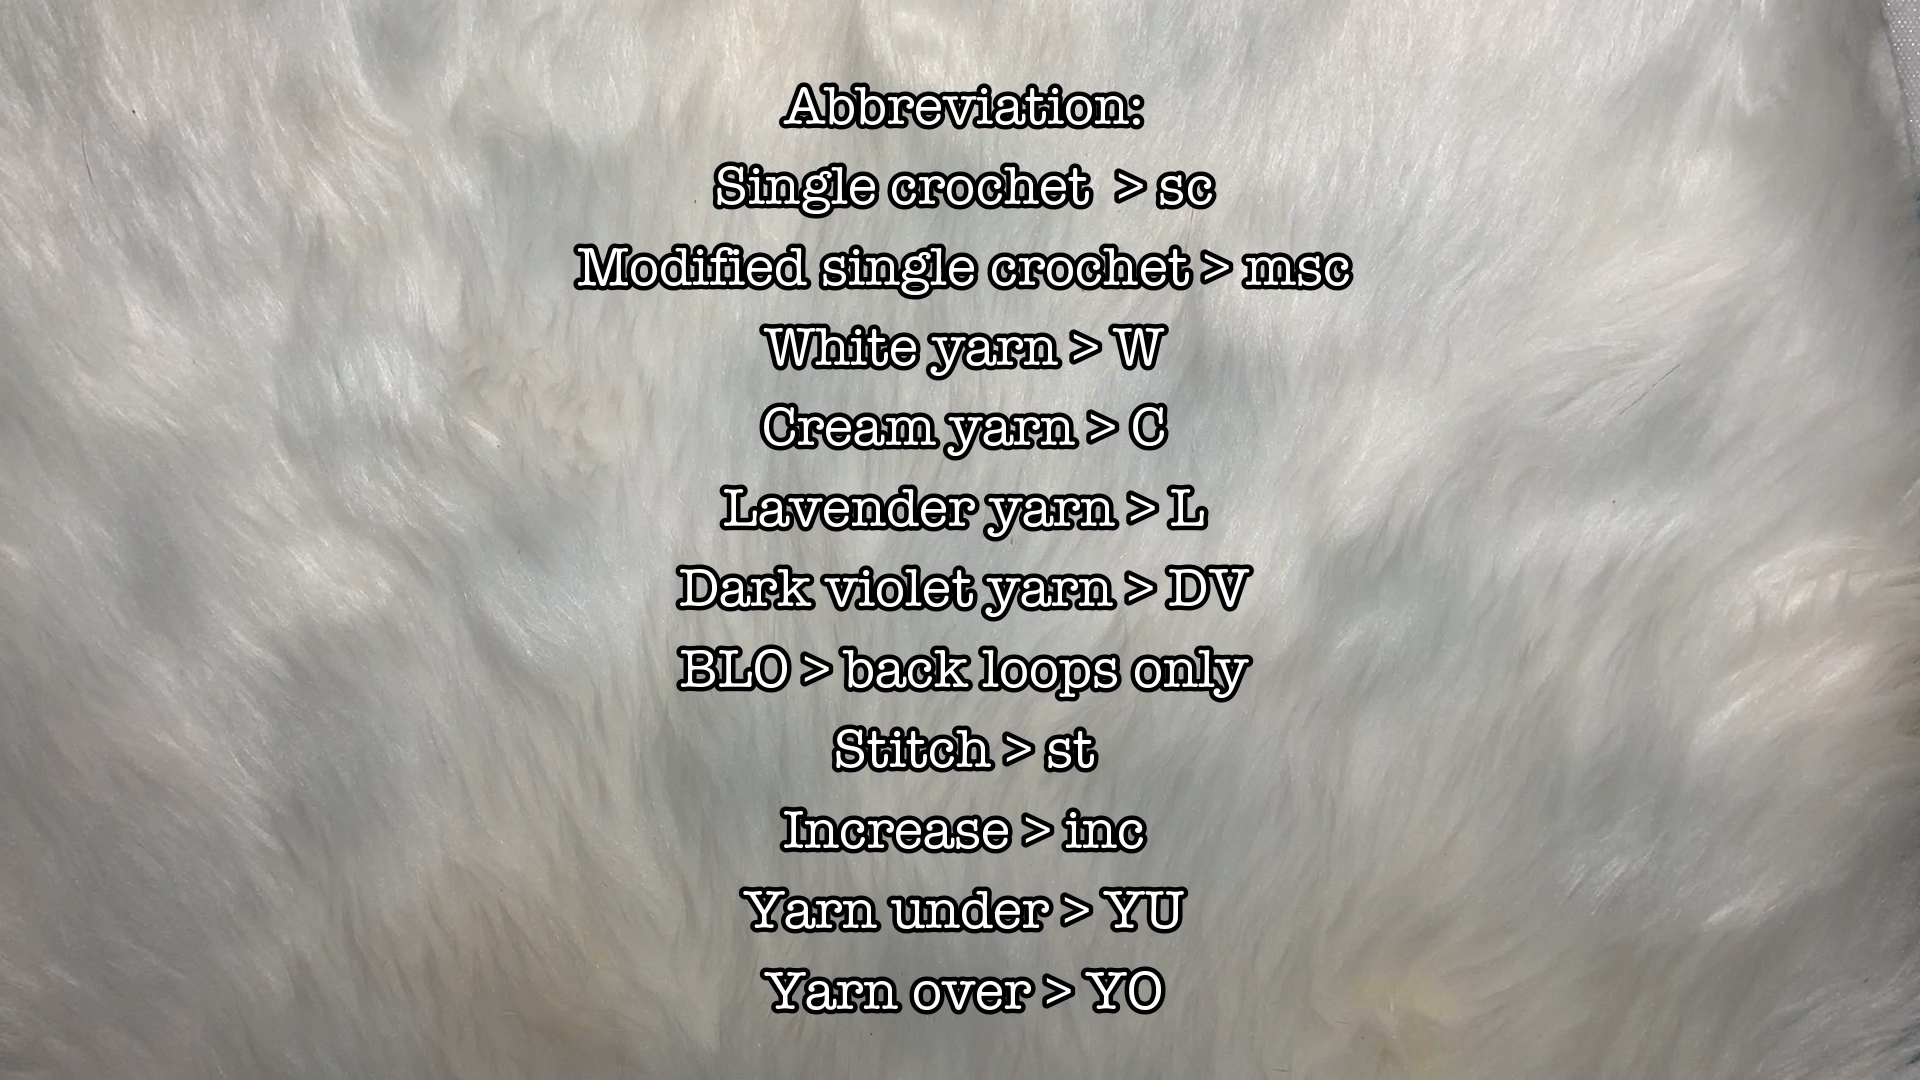 Abbreviation:
Single crochet > sc
Modified single crochet > msc
White yarn > W
Cream yarn > C
Lavender yarn > L
Dark violet yarn > DV
BLO > back loops only
Stitch > st
Increase > inc
Yarn under > YU
Yarn over > YO